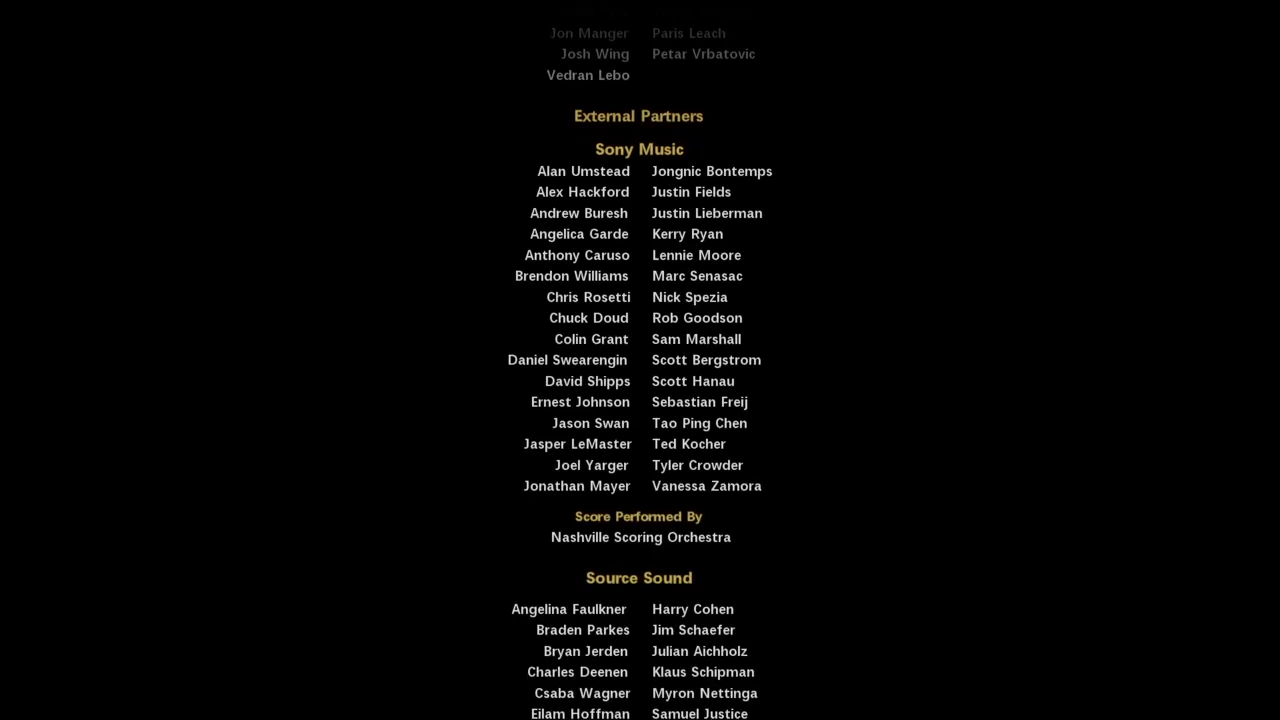 Jon Manger Paris Leach
Josh Wing Petar Vrbatovic
Vedran Lebo
External Partners
Sony Music
Alan Umstead Jongnic Bontemps
Alex Hackford Justin Fields
Andrew Buresh Justin Lieberman
Angelica Garde Kerry Ryan
Anthony Caruso Lennie Moore
Brendon Williams Marc Senasac
Chris Rosetti Nick Spezia
Chuck Doud Rob Goodson
Colin Grant Sam Marshall
Daniel Swearengin Scott Bergstrom
David Shipps Scott Hanau
Ernest Johnson Sebastian Freij
Jason Swan Tao Ping Chen
Jasper LeMaster Ted Kocher
Joel Yarger Tyler Crowder
Jonathan Mayer Vanessa Zamora
Score Performed By
Nashville Scoring Orchestra
Source Sound
Angelina Faulkner Harry Cohen
Braden Parkes Jim Schaefer
Bryan Jerden Julian Aichholz
Charles Deenen Klaus Schipman
Csaba Wagner Myron Nettinga
Eilam Hoffman Samuel Justice